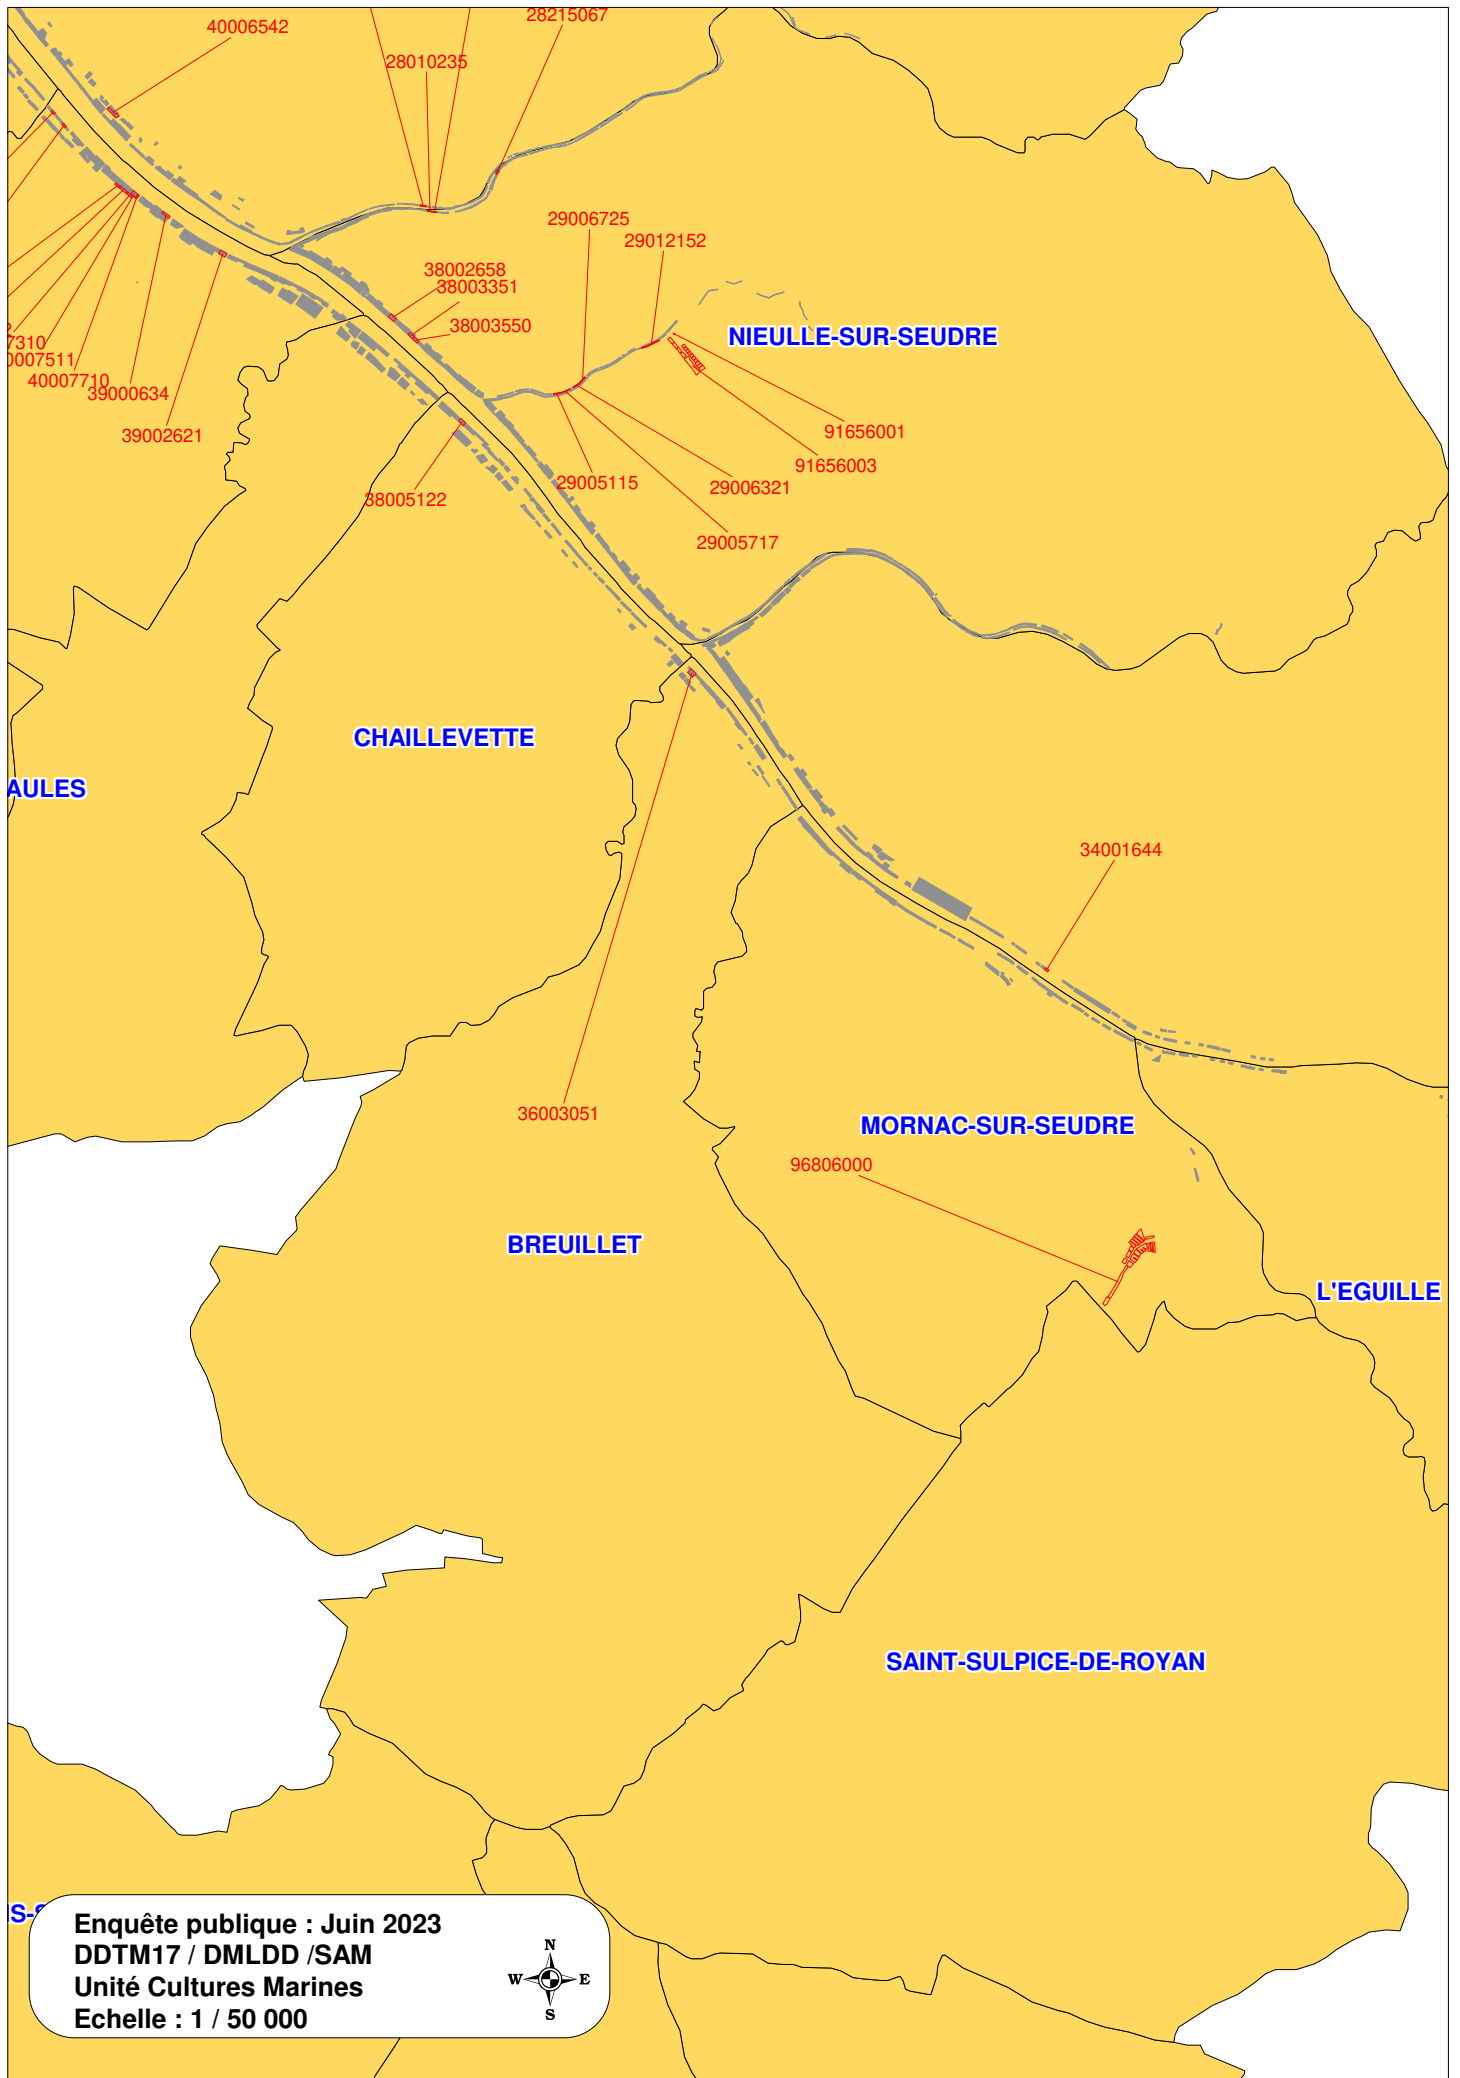 28215067
40006542
28010235
29006725
29012152
38002658
38003351
38003550
NIEULLE-SUR-SEUDRE
7310
0007511
40007710
39000634
39002621
91656001
91656003
29005115
29006321
38005122
29005717
CHAILLEVETTE
AULES
34001644
36003051
MORNAC-SUR-SEUDRE
96806000
BREUILLET
L'EGUILLE
SAINT-SULPICE-DE-ROYAN
IS-S
Enquête publique : Juin 2023
DDTM17 / DMLDD /SAM
Unité Cultures Marines
Echelle : 1 / 50 000
N
W E
S